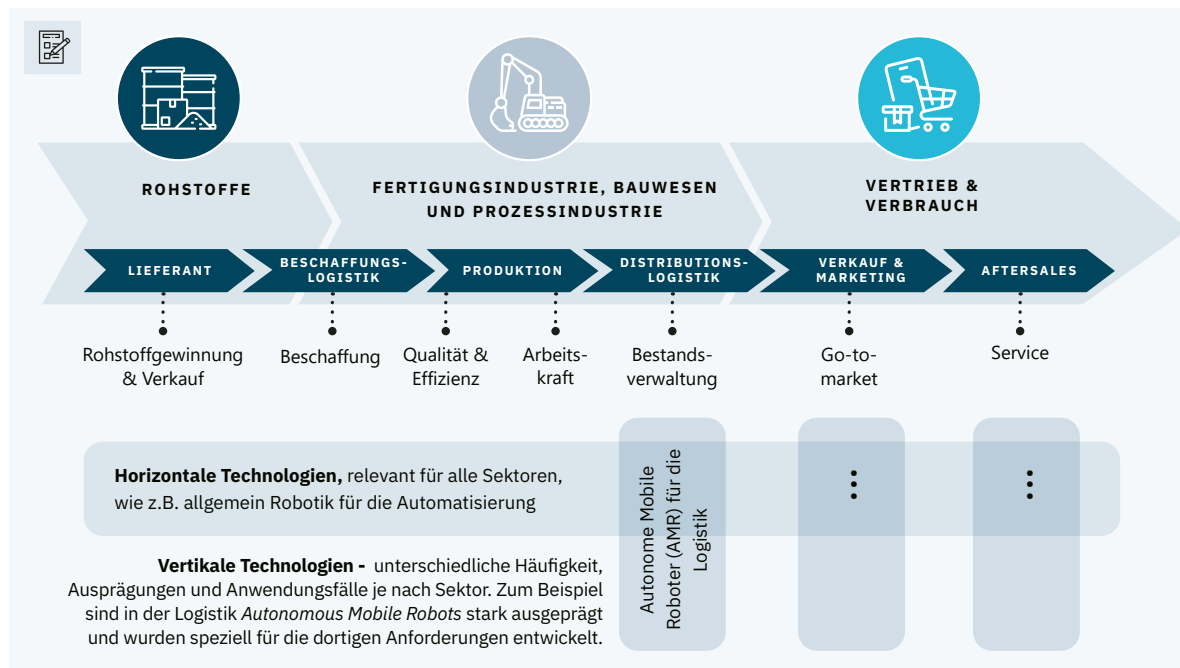 ROHSTOFFE
FERTIGUNGSINDUSTRIE, BAUWESEN
UND PROZESSINDUSTRIE
VERTRIEB &
VERBRAUCH
LIEFERANT
BESCHAFFUNGS-
LOGISTIK
PRODUKTION
DISTRIBUTIONS-
LOGISTIK
VERKAUF &
MARKETING
AFTERSALES
Rohstoffgewinnung
& Verkauf
Beschaffung
Qualität &
Effizienz
Arbeits-
kraft
Bestands-
verwaltung
Go-to-
market
Service
Horizontale Technologien, relevant für alle Sektoren,
wie z.B. allgemein Robotik für die Automatisierung
Vertikale Technologien - unterschiedliche Häufigkeit,
Ausprägungen und Anwendungsfälle je nach Sektor. Zum Beispiel
sind in der Logistik Autonomous Mobile Robots stark ausgeprägt
und wurden speziell für die dortigen Anforderungen entwickelt.
Autonome Mobile
Roboter (AMR) für die
Logistik